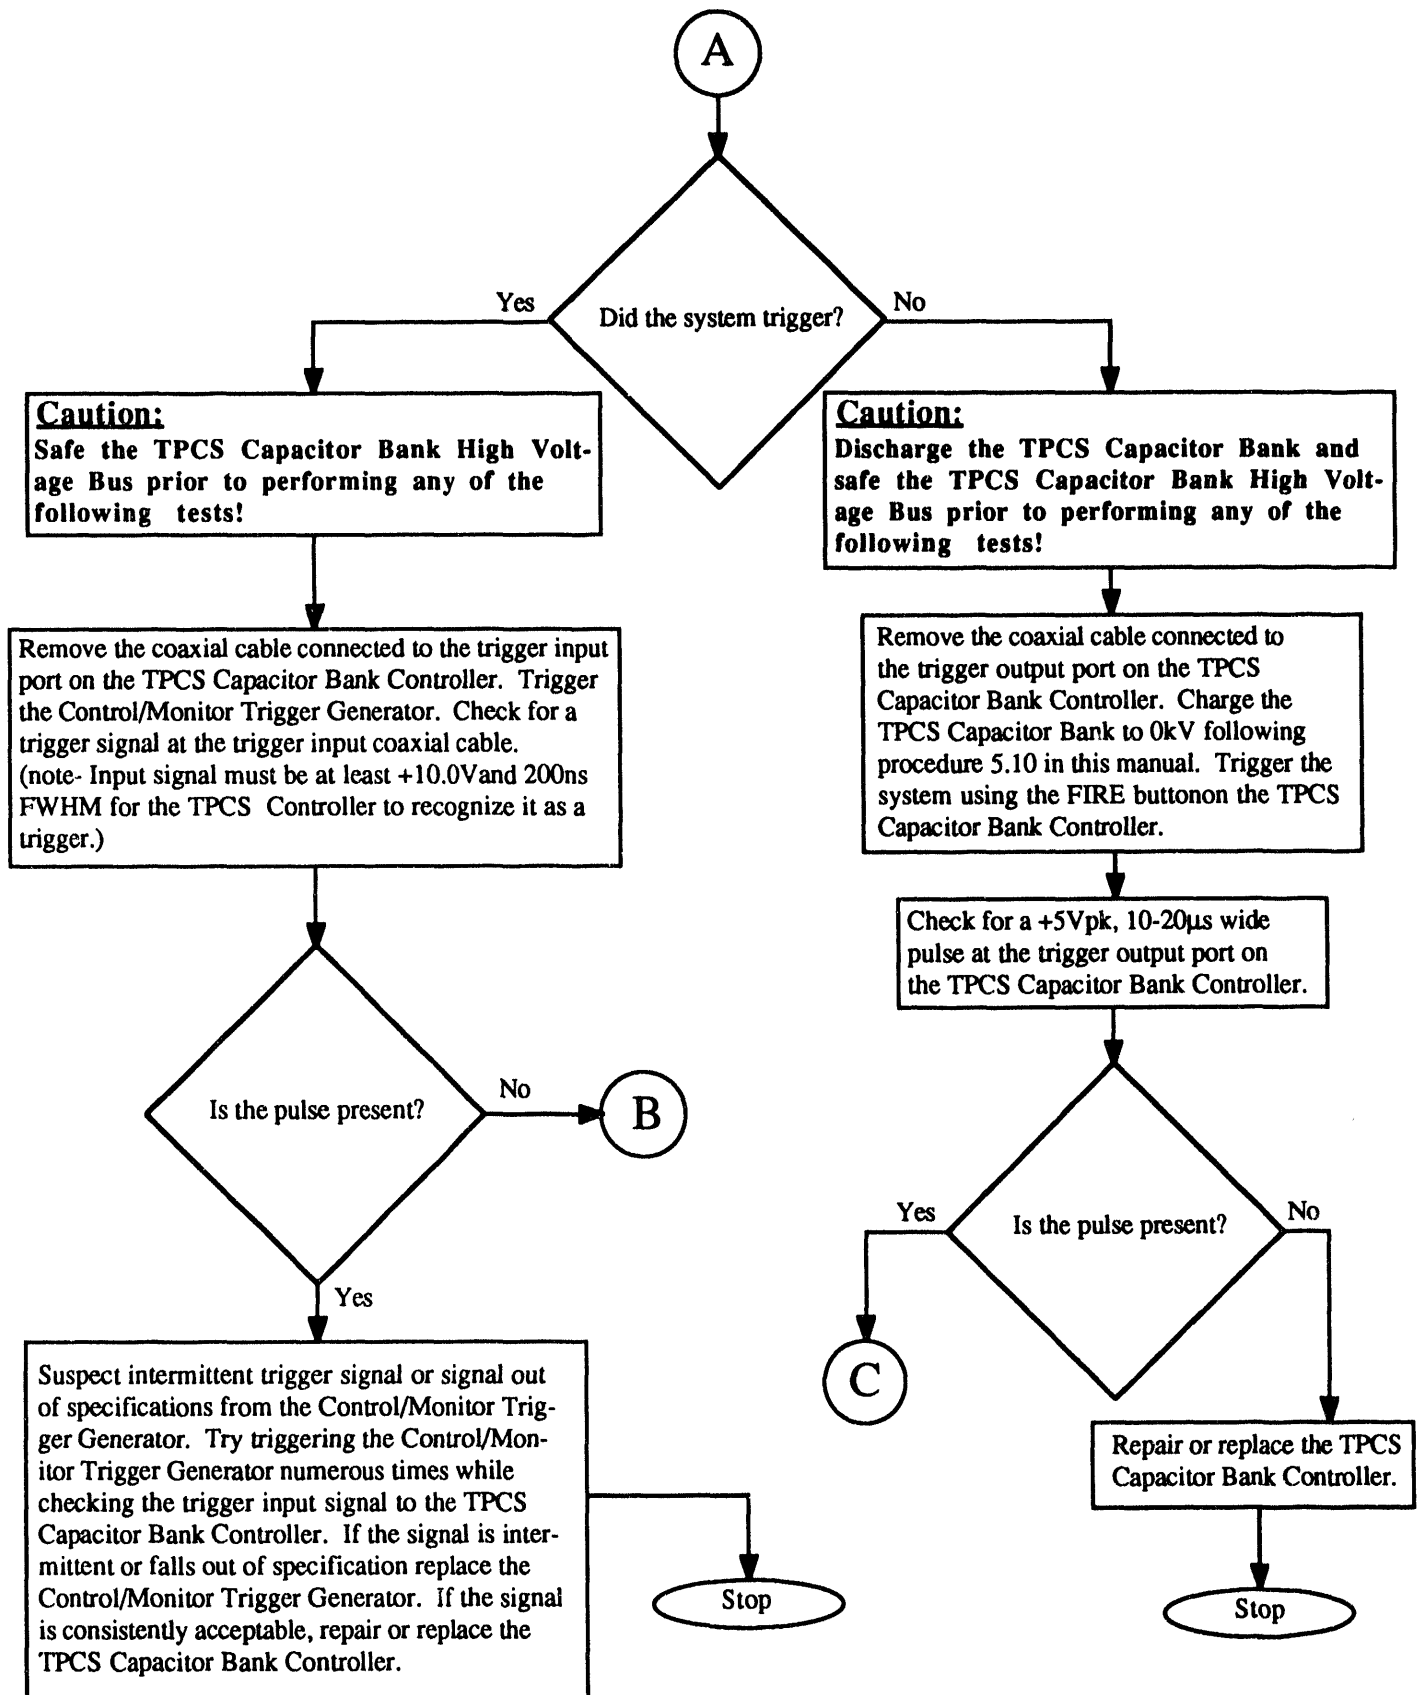 A
Did the system trigger?
Yes
No
Caution:
Safe the TPCS Capacitor Bank High Volt-
age Bus prior to performing any of the
following tests!
Caution:
Discharge the TPCS Capacitor Bank and
safe the TPCS Capacitor Bank High Volt-
age Bus prior to performing any of the
following tests!
Remove the coaxial cable connected to the trigger input
port on the TPCS Capacitor Bank Controller. Trigger
the Control/Monitor Trigger Generator. Check for a
trigger signal at the trigger input coaxial cable.
(note- Input signal must be at least +10.0Vand 200ns
FWHM for the TPCS Controller to recognize it as a
trigger.)
Remove the coaxial cable connected to
the trigger output port on the TPCS
Capacitor Bank Controller. Charge the
TPCS Capacitor Bank to 0kV following
procedure 5.10 in this manual. Trigger the
system using the FIRE buttonon the TPCS
Capacitor Bank Controller.
Check for a +5Vpk, 10-20μs wide
pulse at the trigger output port on
the TPCS Capacitor Bank Controller.
Is the pulse present?
No
B
Yes
Is the pulse present?
Yes
No
C
Suspect intermittent trigger signal or signal out
of specifications from the Control/Monitor Trig-
ger Generator. Try triggering the Control/Mon-
itor Trigger Generator numerous times while
checking the trigger input signal to the TPCS
Capacitor Bank Controller. If the signal is inter-
mittent or falls out of specification replace the
Control/Monitor Trigger Generator. If the signal
is consistently acceptable, repair or replace the
TPCS Capacitor Bank Controller.
Stop
Repair or replace the TPCS
Capacitor Bank Controller.
Stop